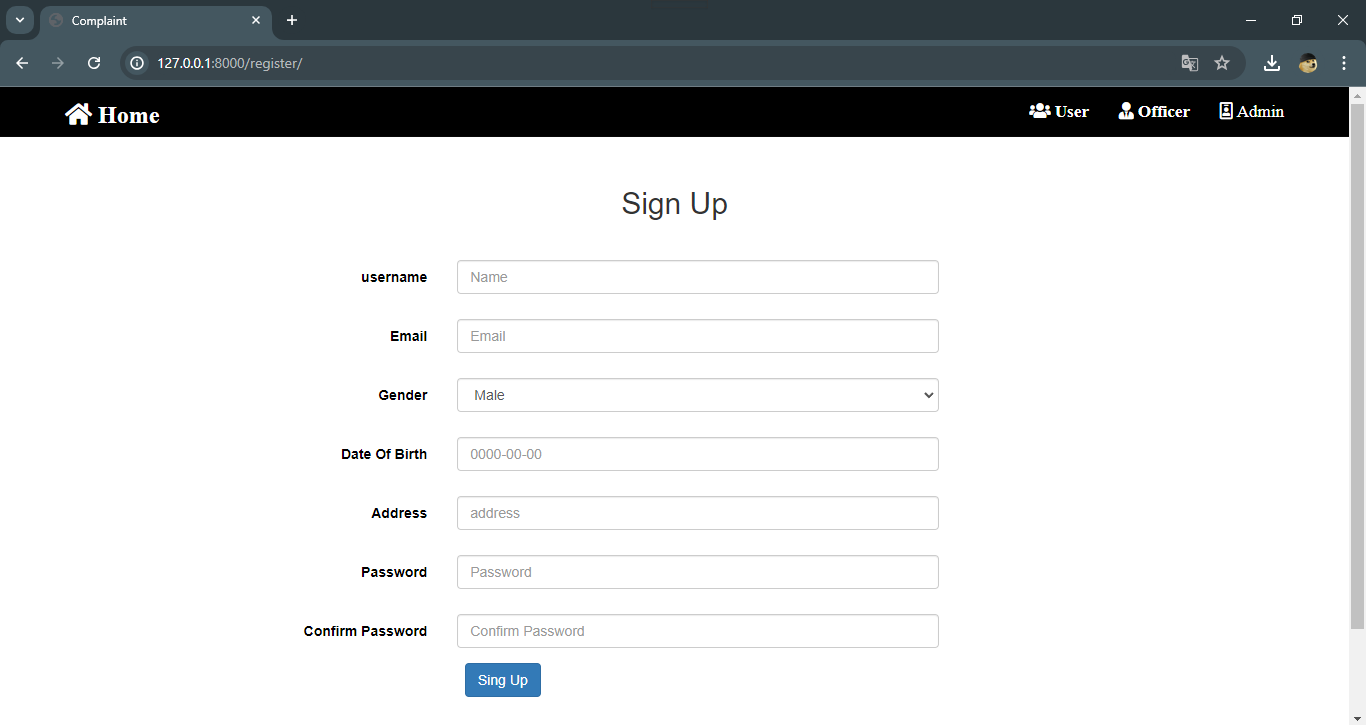 Complaint
127.0.0.1:8000/register/
Home
User
Officer
Admin
Sign Up
username
Name
Email
Email
Gender
Male
Date Of Birth
0000-00-00
Address
address
Password
Password
Confirm Password
Confirm Password
Sing Up